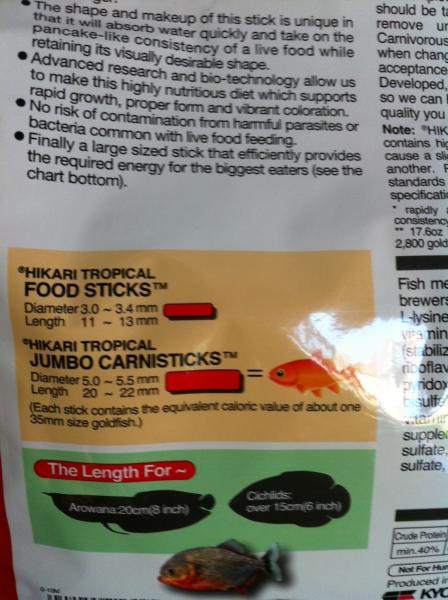 • The shape and makeup of this stick is unique in
that it will absorb water quickly and take on the
pancake-like consistency of a live food while
retaining its visually desirable shape.
• Advanced research and bio-technology allow us
to make this highly nutritious diet which supports
rapid growth, proper form and vibrant coloration.
• No risk of contamination from harmful parasites or
bacteria common with live food feeding.
• Finally a large sized stick that efficiently provides
the required energy for the biggest eaters (see the
chart bottom).
®HIKARI TROPICAL
FOOD STICKS™
Diameter 3.0 ~ 3.4 mm
Length 11 ~ 13 mm
®HIKARI TROPICAL
JUMBO CARNISTICKS™
Diameter 5.0 ~ 5.5 mm
Length 20 ~ 22 mm
=
(Each stick contains the equivalent caloric value of about one
35mm size goldfish.)
The Length For ~
Arowana:20cm(8 inch)
Cichlids:
over 15cm(6 inch)
should be
remove
Carnivorous
when
acceptance
Developed,
so we can
quality you
Note: ®HIK
contains
cause a
another.
standards
* rapidly
consistency
** 17.6oz
2,800 gold
Fish me
brewers
L-lysine
(stabiliz
riboflav
supple
sulfate,
sulfate,
Crude Protein
min.40%
Not For Hu
Produced in